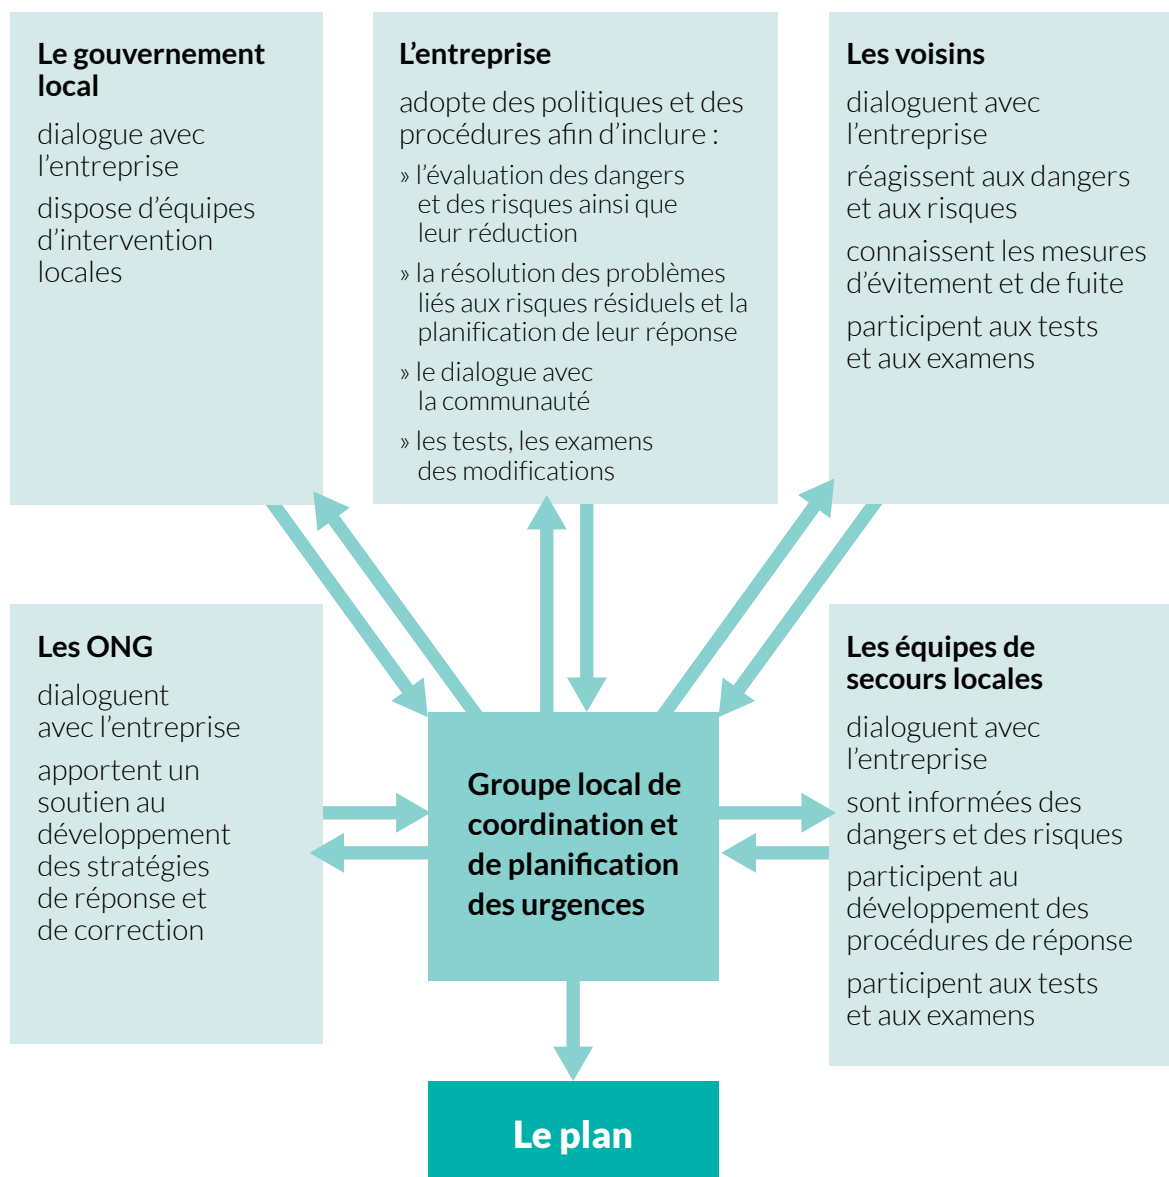 Le gouvernement
local
dialogue avec
l’entreprise
dispose d’équipes
d’intervention
locales
L’entreprise
adopte des politiques et des
procédures afin d’inclure :
» l’évaluation des dangers
et des risques ainsi que
leur réduction
» la résolution des problèmes
liés aux risques résiduels et la
planification de leur réponse
» le dialogue avec
la communauté
» les tests, les examens
des modifications
Les voisins
dialoguent avec
l’entreprise
réagissent aux dangers
et aux risques
connaissent les mesures
d’évitement et de fuite
participent aux tests
et aux examens
Les ONG
dialoguent
avec l’entreprise
apportent un
soutien au
développement
des stratégies
de réponse et
de correction
Groupe local de
coordination et
de planification
des urgences
Les équipes de
secours locales
dialoguent avec
l’entreprise
sont informées des
dangers et des risques
participent au
développement des
procédures de réponse
participent aux tests
et aux examens
Le plan